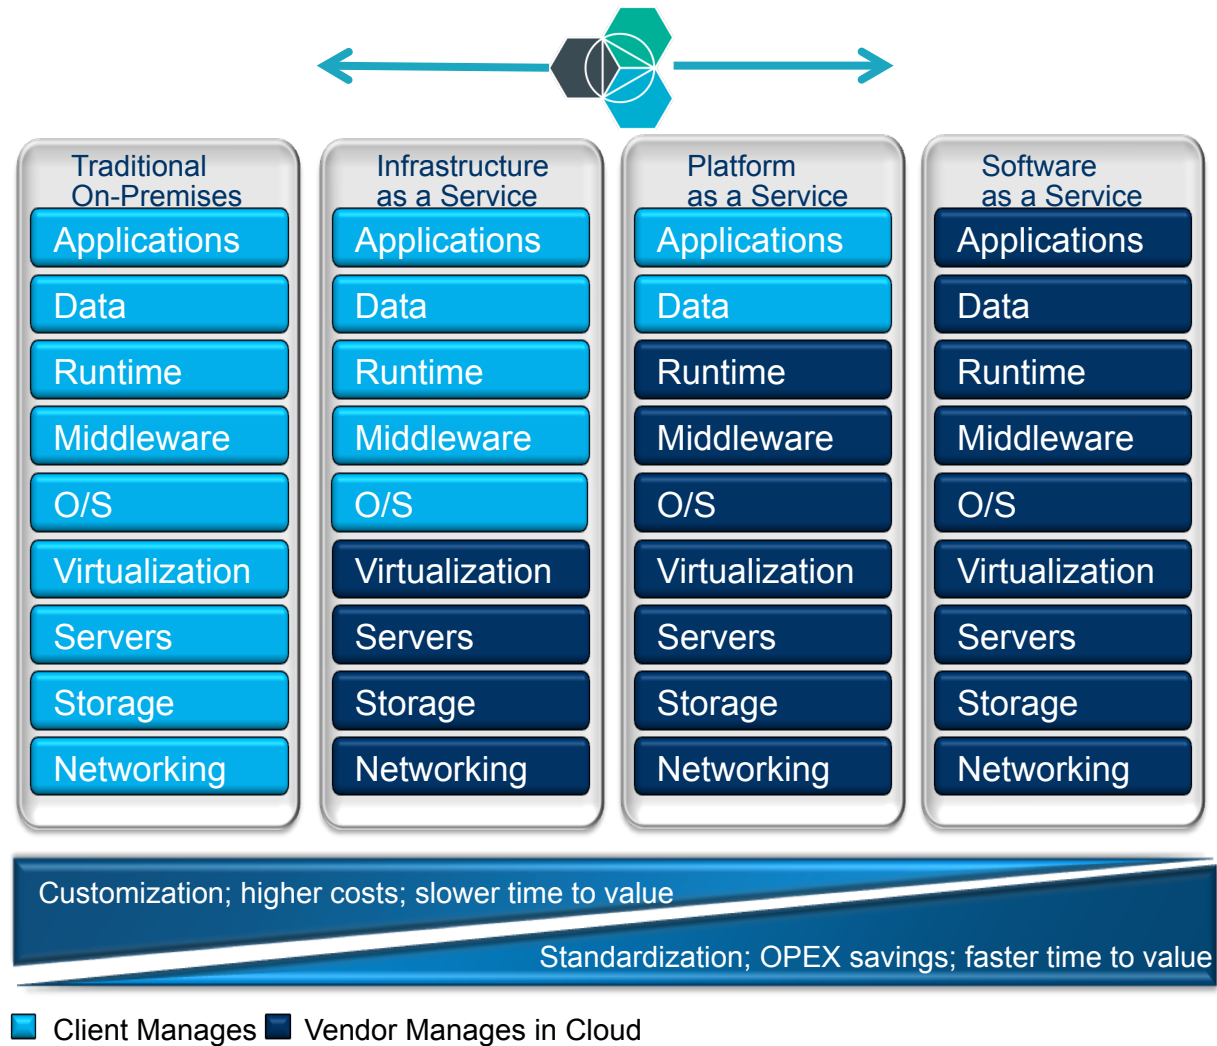 Traditional
On-Premises
Applications
Data
Runtime
Middleware
O/S
Virtualization
Servers
Storage
Networking
Infrastructure
as a Service
Applications
Data
Runtime
Middleware
O/S
Virtualization
Servers
Storage
Networking
Platform
as a Service
Applications
Data
Runtime
Middleware
O/S
Virtualization
Servers
Storage
Networking
Software
as a Service
Applications
Data
Runtime
Middleware
O/S
Virtualization
Servers
Storage
Networking
Customization; higher costs; slower time to value
Standardization; OPEX savings; faster time to value
Client Manages
Vendor Manages in Cloud